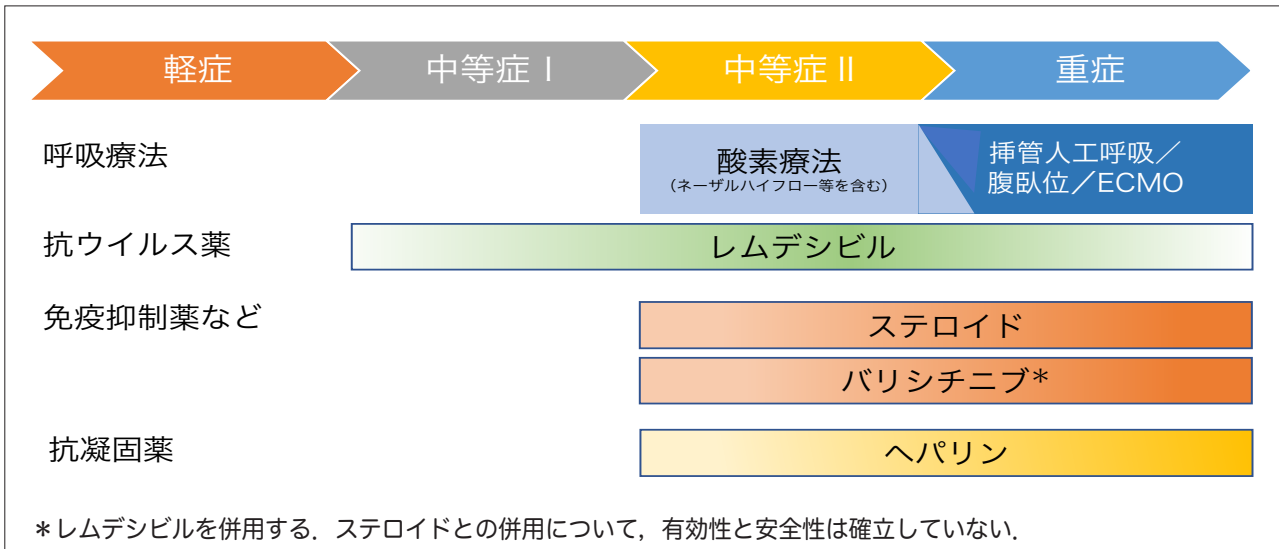 軽症 中等症Ⅰ 中等症Ⅱ 重症
呼吸療法
酸素療法
（ネーザルハイフロー等を含む）
挿管人工呼吸／
腹臥位／ECMO
抗ウイルス薬
レムデシビル
免疫抑制薬など
ステロイド
バリシチニブ*
抗凝固薬
ヘパリン
＊レムデシビルを併用する．ステロイドとの併用について，有効性と安全性は確立していない．